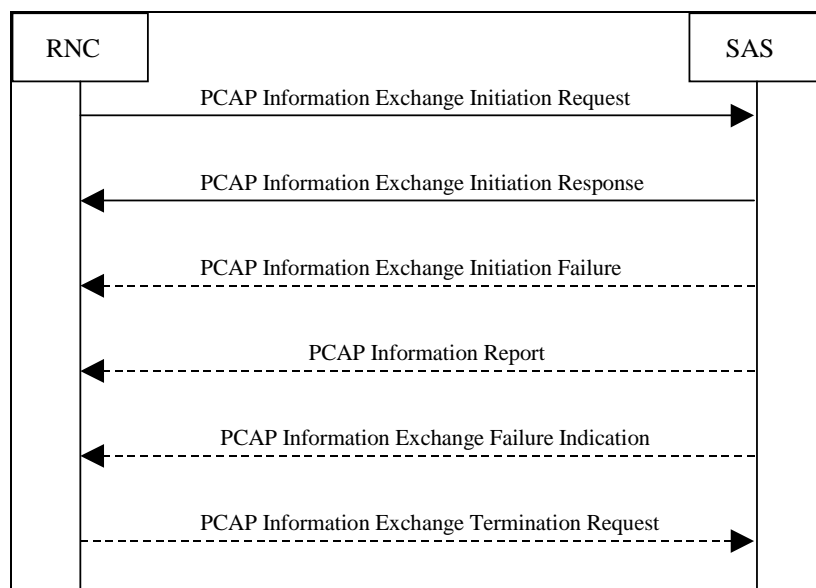 RNC
SAS
PCAP Information Exchange Initiation Request
PCAP Information Exchange Initiation Response
PCAP Information Exchange Initiation Failure
PCAP Information Report
PCAP Information Exchange Failure Indication
PCAP Information Exchange Termination Request